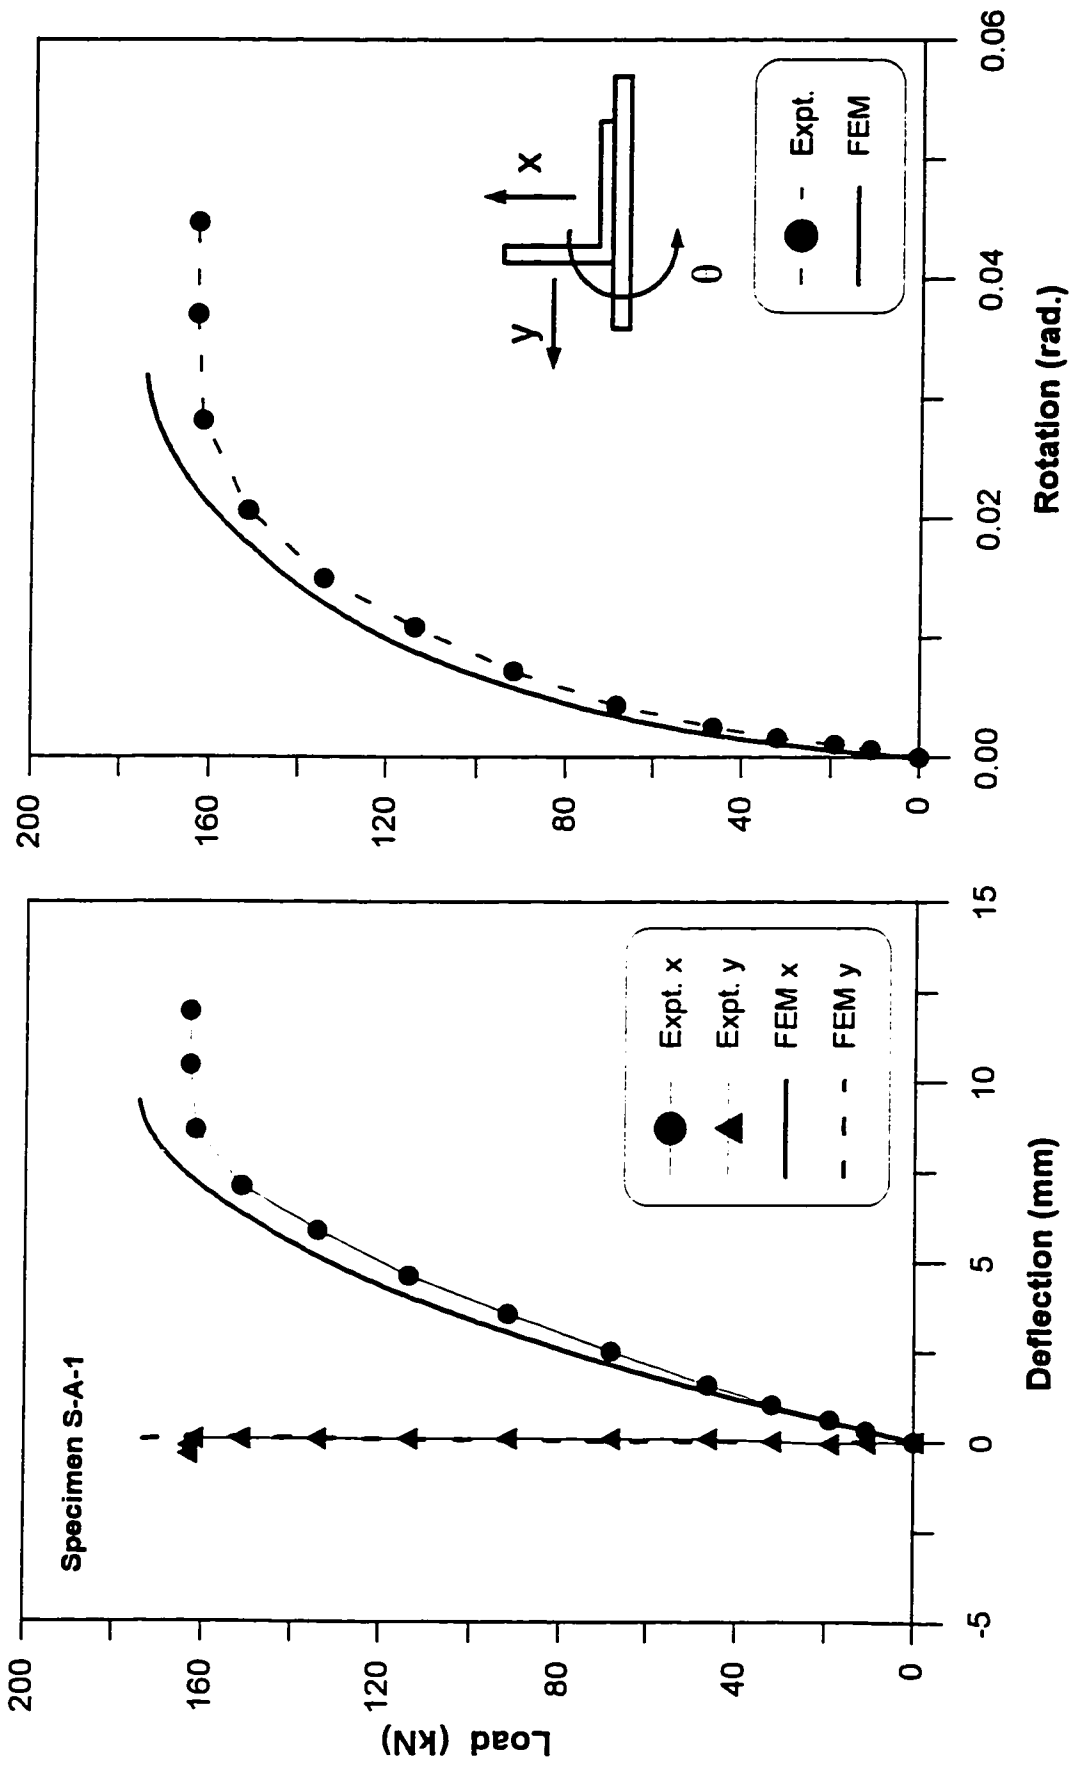 Specimen S-A-1
Load (kN)
200
160
120
80
40
0
-5
0
5
10
15
Deflection (mm)
Expt. x
Expt. y
FEM x
FEM y
200
160
120
80
40
0
0.00
0.02
0.04
0.06
Rotation (rad.)
y
x
θ
Expt.
FEM